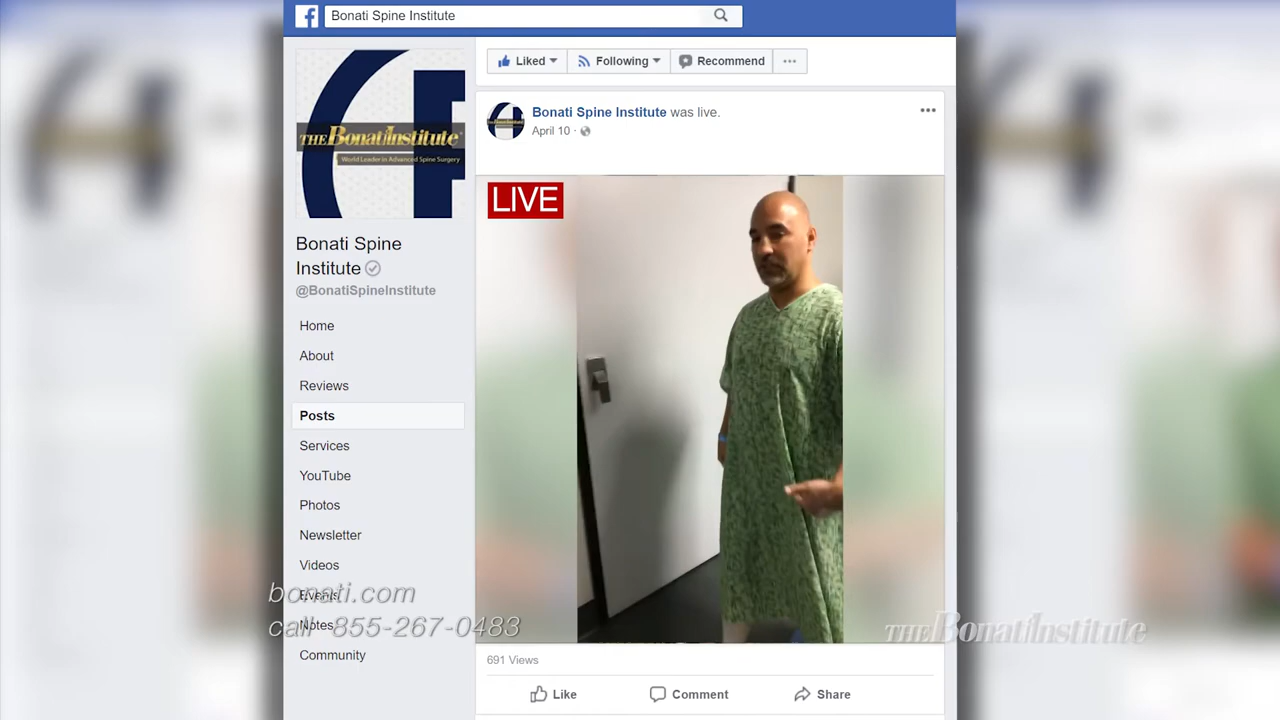 Bonati Spine Institute
Liked
Following
Recommend
THE Bonati Institute
World Leader in Advanced Spine Surgery
Bonati Spine Institute was live.
April 10
LIVE
Bonati Spine
Institute
@BonatiSpineInstitute
Home
About
Reviews
Posts
Services
YouTube
Photos
Newsletter
Videos
Events
Notes
Community
bonati.com
call 855-267-0483
THE Bonati Institute
691 Views
Like
Comment
Share